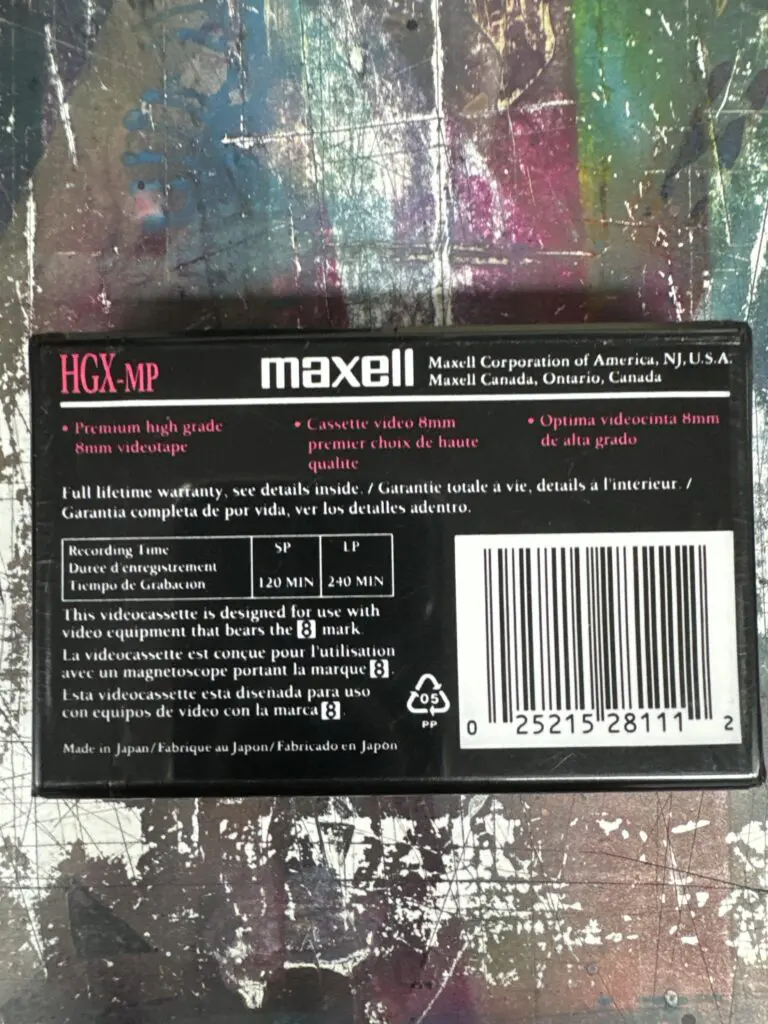 HGX-MP
maxell
Maxell Corporation of America, NJ, U.S.A.
Maxell Canada, Ontario, Canada
• Premium high grade
8mm videotape
• Cassette video 8mm
premier choix de haute
qualite
• Optima videocinta 8mm
de alta grado
Full lifetime warranty, see details inside. / Garantie totale à vie, details à l'interieur. /
Garantia completa de por vida, ver los detalles adentro.
Recording Time SP LP
Durée d'enregistrement
Tiempo de Grabacion 120 MIN 240 MIN
This videocassette is designed for use with
video equipment that bears the 8 mark.
La videocassette est conçue pour l'utilisation
avec un magnetoscope portant la marque 8.
Esta videocassette esta disenada para uso
con equipos de video con la marca 8.
05
PP
Made in Japan/Fabrique au Japon/Fabricado en Japón
0 25215 28111 2